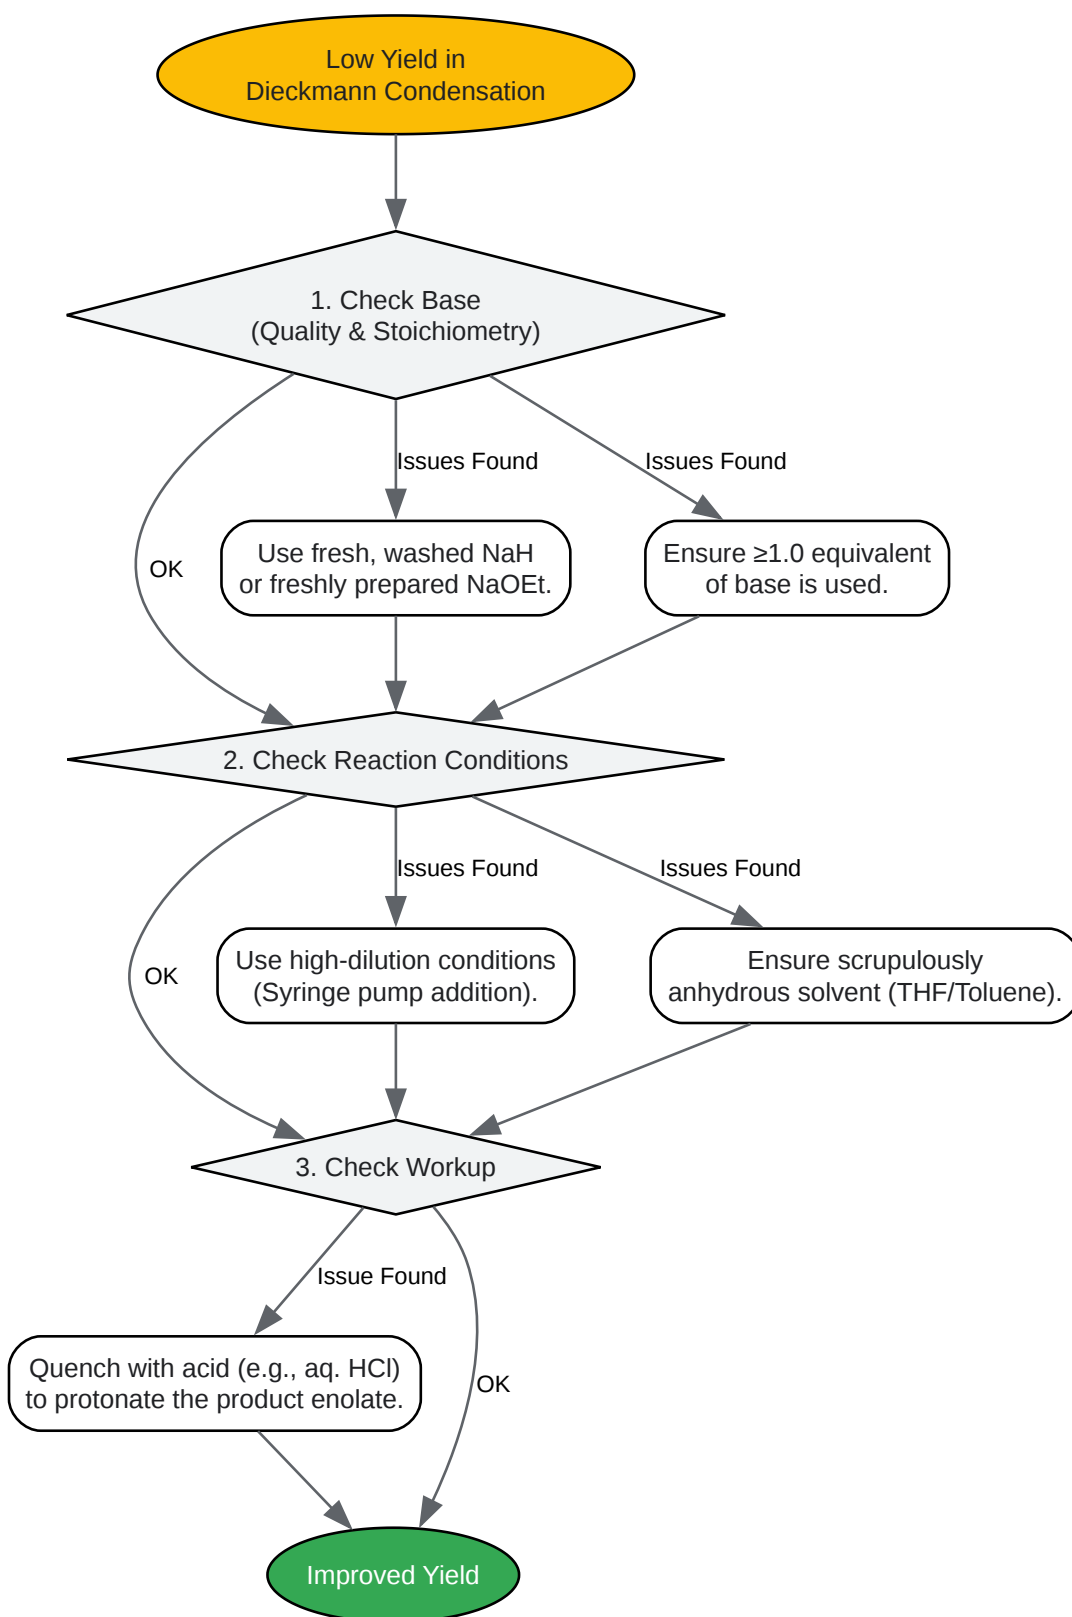 Low Yield in
Dieckmann Condensation
1. Check Base
(Quality & Stoichiometry)
Issues Found
Issues Found
OK
Use fresh, washed NaH
or freshly prepared NaOEt.
Ensure ≥1.0 equivalent
of base is used.
2. Check Reaction Conditions
Issues Found
Issues Found
OK
Use high-dilution conditions
(Syringe pump addition).
Ensure scrupulously
anhydrous solvent (THF/Toluene).
3. Check Workup
Issue Found
OK
Quench with acid (e.g., aq. HCl)
to protonate the product enolate.
Improved Yield